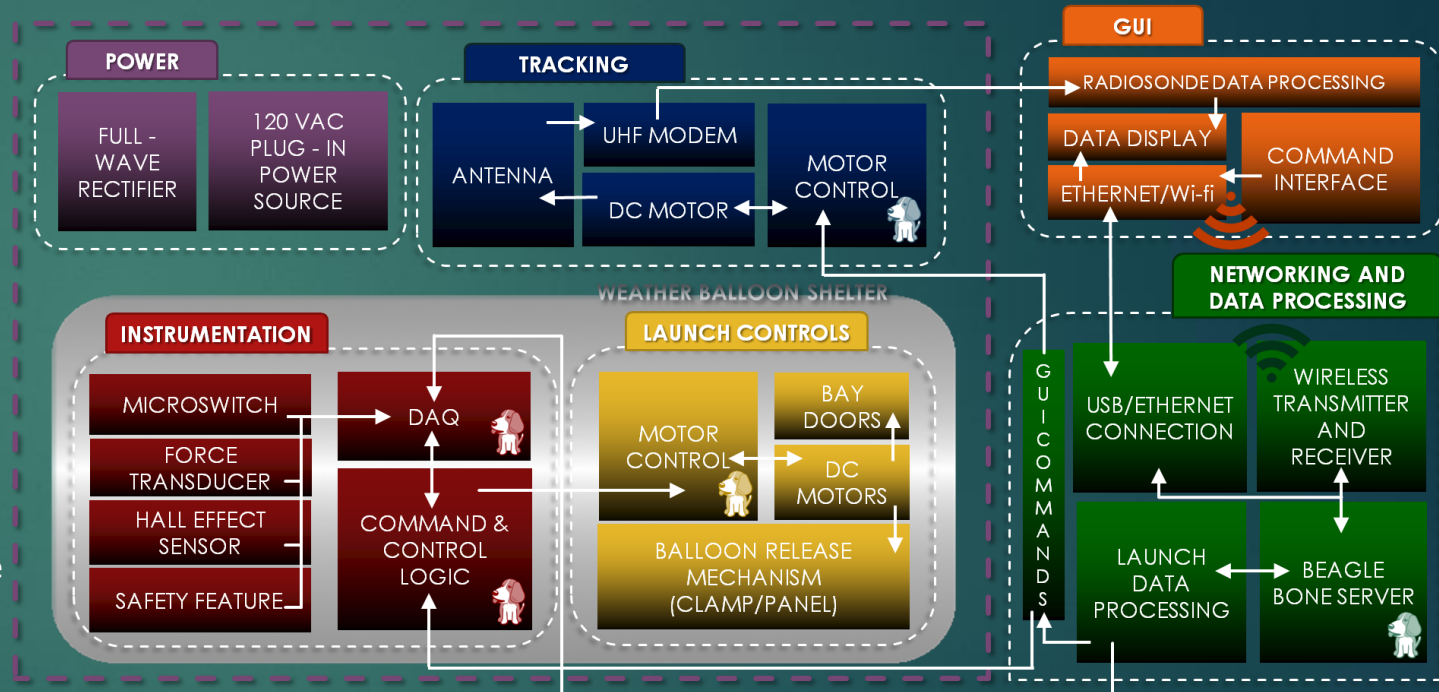 POWER
FULL -
WAVE
RECTIFIER
120 VAC
PLUG - IN
POWER
SOURCE
TRACKING
ANTENNA
UHF MODEM
DC MOTOR
MOTOR
CONTROL
GUI
RADIOSONDE DATA PROCESSING
DATA DISPLAY
ETHERNET/Wi-fi
COMMAND
INTERFACE
WEATHER BALLOON SHELTER
INSTRUMENTATION
MICROSWITCH
FORCE
TRANSDUCER
HALL EFFECT
SENSOR
SAFETY FEATURE
DAQ
COMMAND &
CONTROL
LOGIC
LAUNCH CONTROLS
MOTOR
CONTROL
BAY
DOORS
DC
MOTORS
BALLOON RELEASE
MECHANISM
(CLAMP/PANEL)
NETWORKING AND
DATA PROCESSING
GUI COMMANDS
USB/ETHERNET
CONNECTION
WIRELESS
TRANSMITTER
AND
RECEIVER
LAUNCH
DATA
PROCESSING
BEAGLE
BONE SERVER